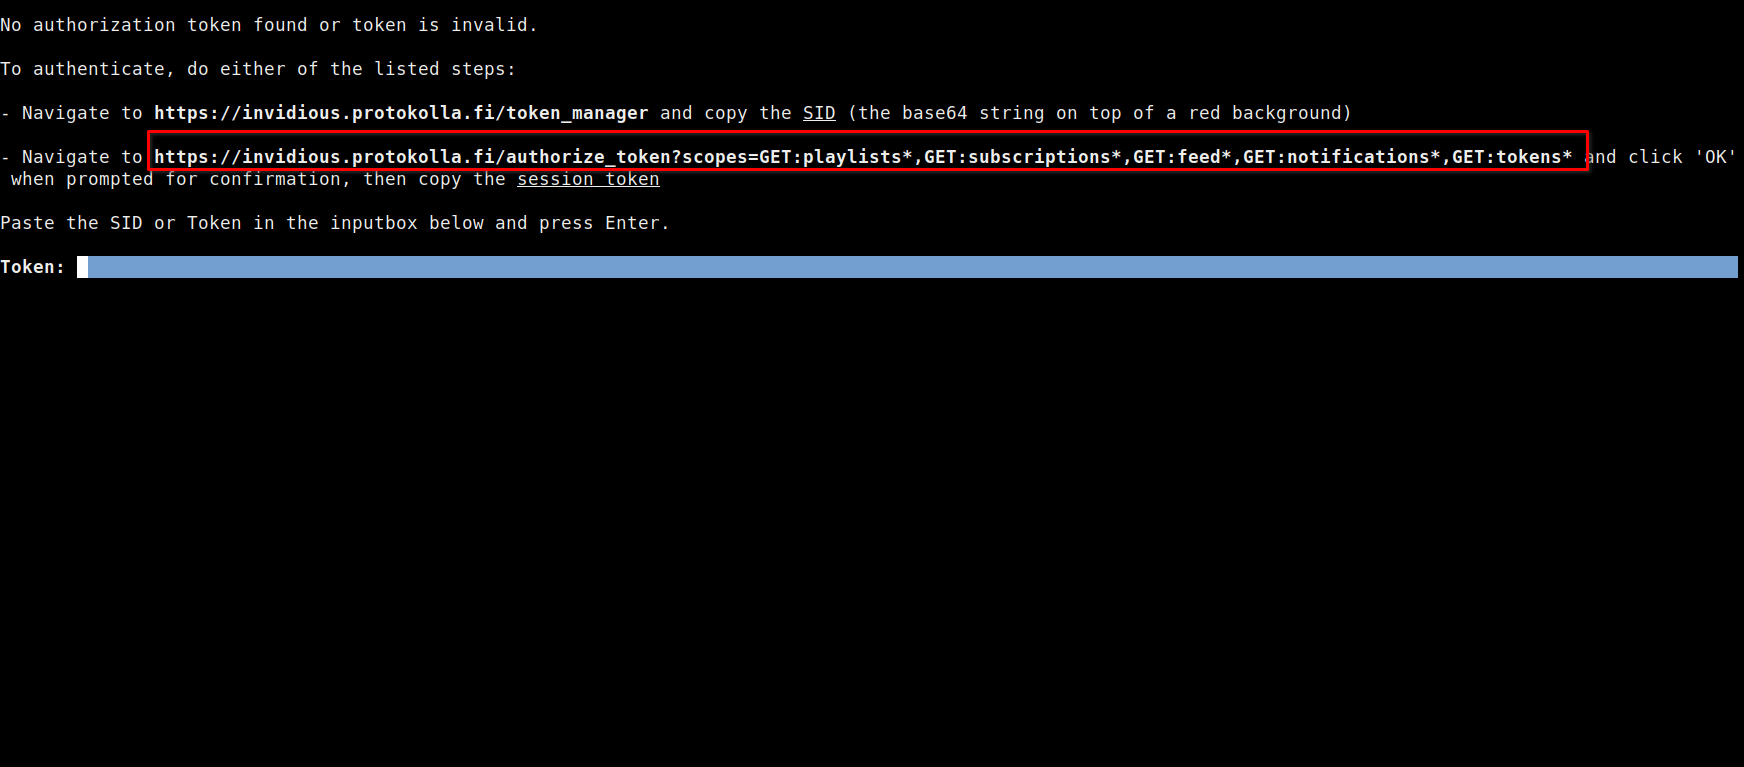 No authorization token found or token is invalid.
To authenticate, do either of the listed steps:
- Navigate to https://invidious.protokolla.fi/token_manager and copy the SID (the base64 string on top of a red background)
- Navigate to https://invidious.protokolla.fi/authorize_token?scopes=GET:playlists*,GET:subscriptions*,GET:feed*,GET:notifications*,GET:tokens* and click 'OK'
when prompted for confirmation, then copy the session token
Paste the SID or Token in the inputbox below and press Enter.
Token: